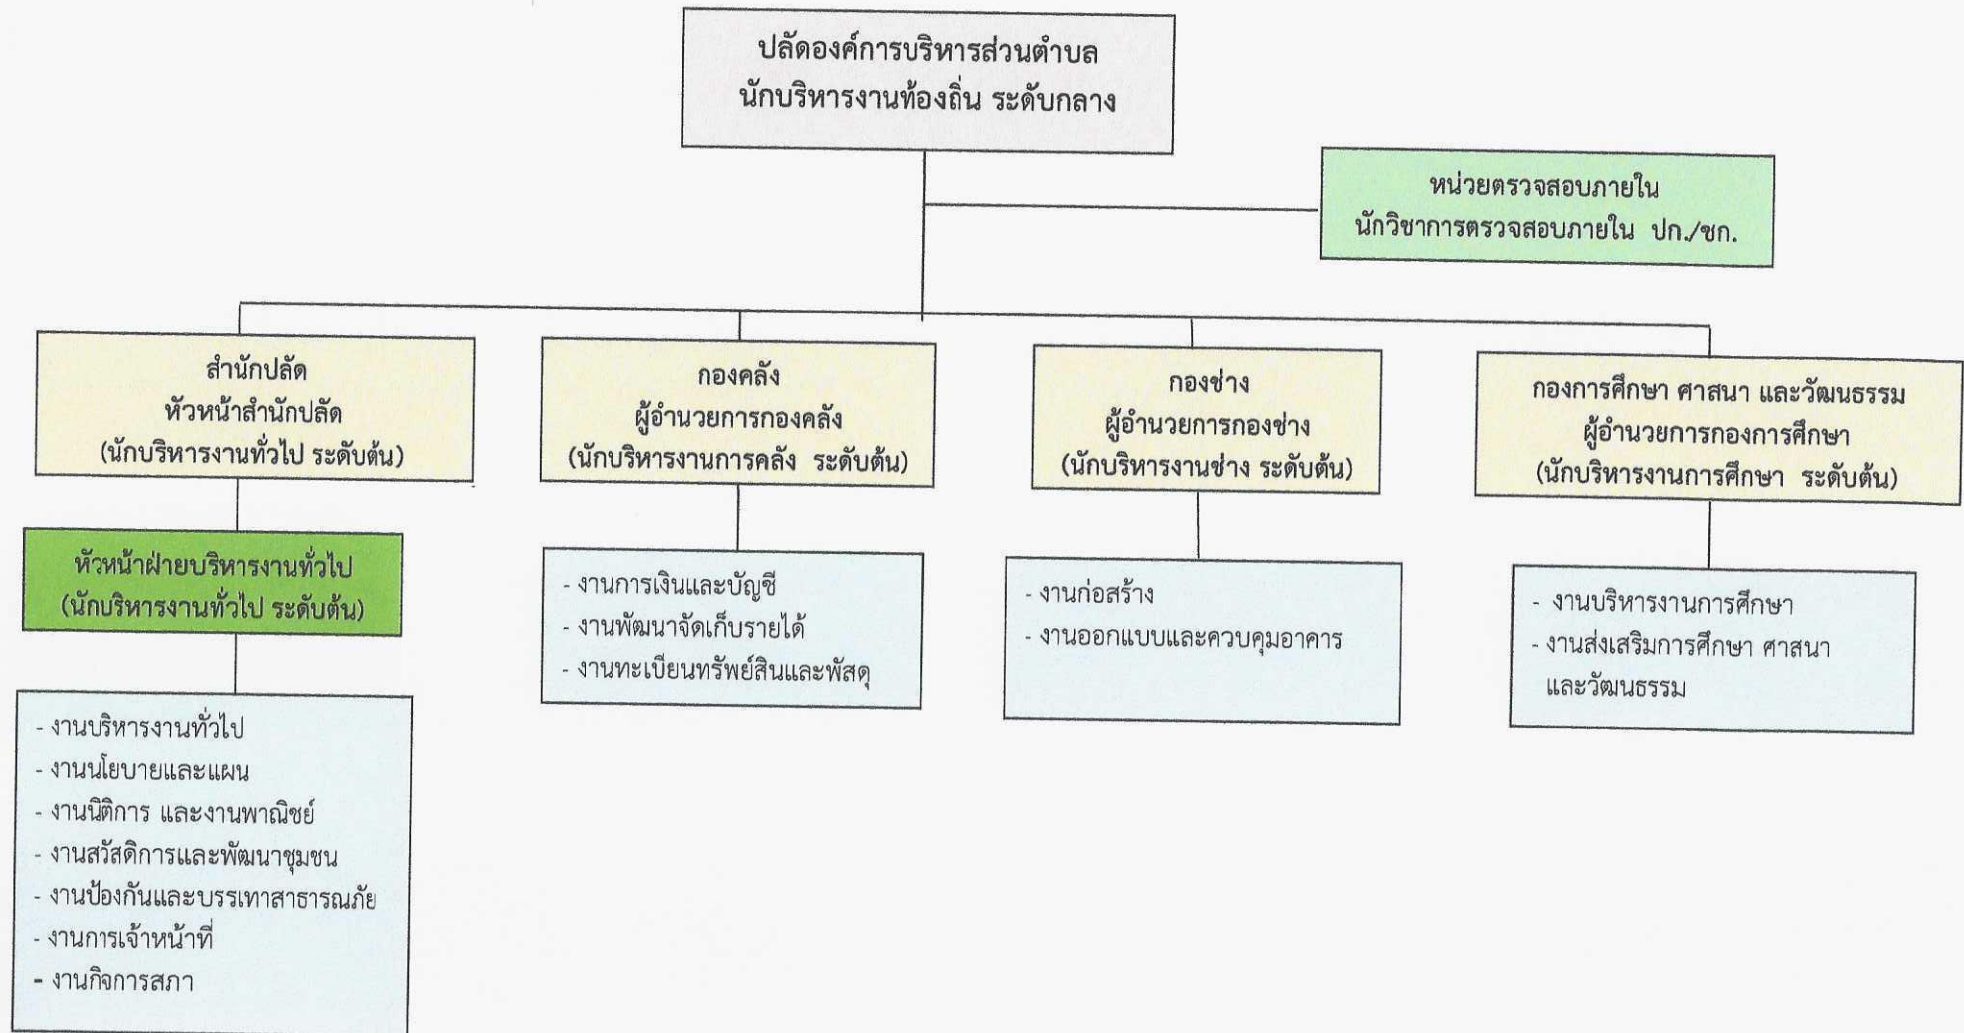 ปลัดองค์การบริหารส่วนตำบล
นักบริหารงานท้องถิ่น ระดับกลาง
หน่วยตรวจสอบภายใน
นักวิชาการตรวจสอบภายใน ปก./ชก.
สำนักปลัด
หัวหน้าสำนักปลัด
(นักบริหารงานทั่วไป ระดับต้น)
กองคลัง
ผู้อำนวยการกองคลัง
(นักบริหารงานการคลัง ระดับต้น)
กองช่าง
ผู้อำนวยการกองช่าง
(นักบริหารงานช่าง ระดับต้น)
กองการศึกษา ศาสนา และวัฒนธรรม
ผู้อำนวยการกองการศึกษา
(นักบริหารงานการศึกษา ระดับต้น)
หัวหน้าฝ่ายบริหารงานทั่วไป
(นักบริหารงานทั่วไป ระดับต้น)
- งานบริหารงานทั่วไป
- งานนโยบายและแผน
- งานนิติการ และงานพาณิชย์
- งานสวัสดิการและพัฒนาชุมชน
- งานป้องกันและบรรเทาสาธารณภัย
- งานการเจ้าหน้าที่
- งานกิจการสภา
- งานการเงินและบัญชี
- งานพัฒนาจัดเก็บรายได้
- งานทะเบียนทรัพย์สินและพัสดุ
- งานก่อสร้าง
- งานออกแบบและควบคุมอาคาร
- งานบริหารงานการศึกษา
- งานส่งเสริมการศึกษา ศาสนา
และวัฒนธรรม